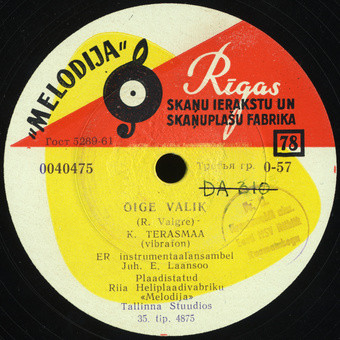 "MELODIJA"
Rīgas
SKAŅU IERAKSTU UN
SKAŅUPLAŠU FABRIKA
Гост 5289-61
78
0040475
Третья гр. 0-57
DA 610
ÕIGE VALIK
(R. Valgre)
K. TERASMAA
(vibrafon)
ER instrumentaalansambel
Juh. E. Laansoo
Plaadistatud
Riia Heliplaadivabriku
«Melodija»
Tallinna Stuudios
35. tip. 4875